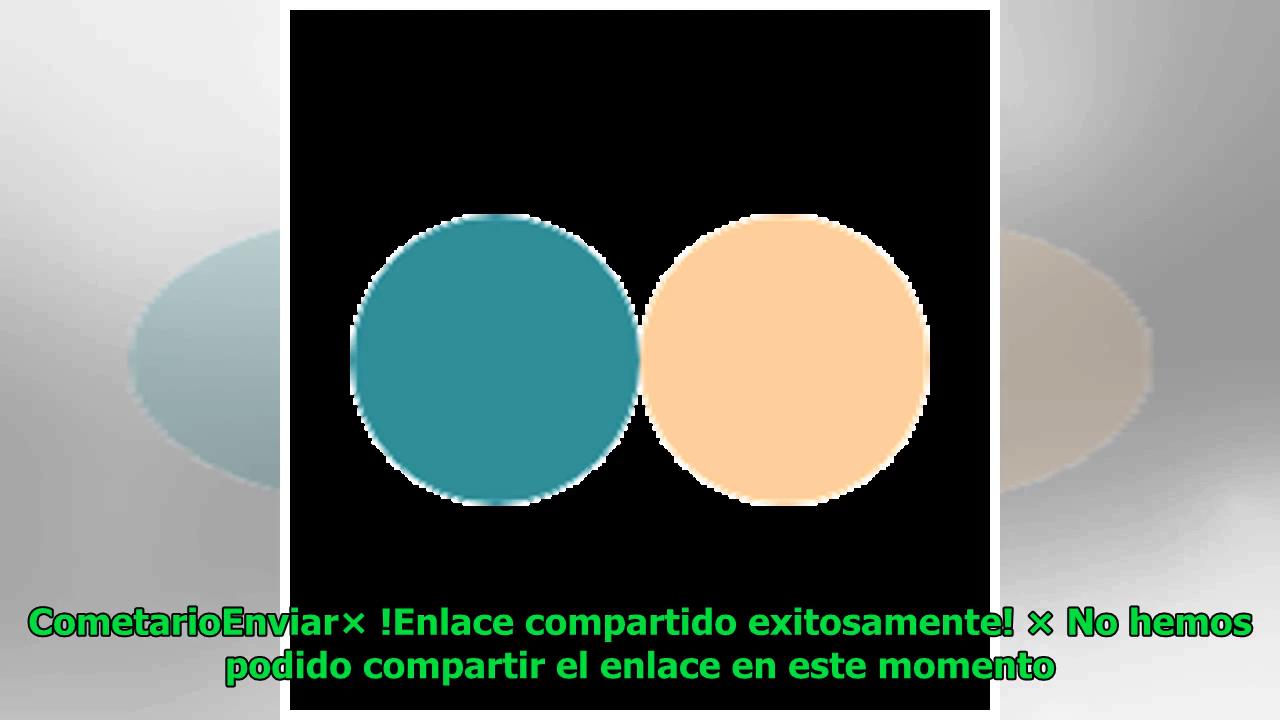 CometarioEnviar× !Enlace compartido exitosamente! × No hemos
podido compartir el enlace en este momento